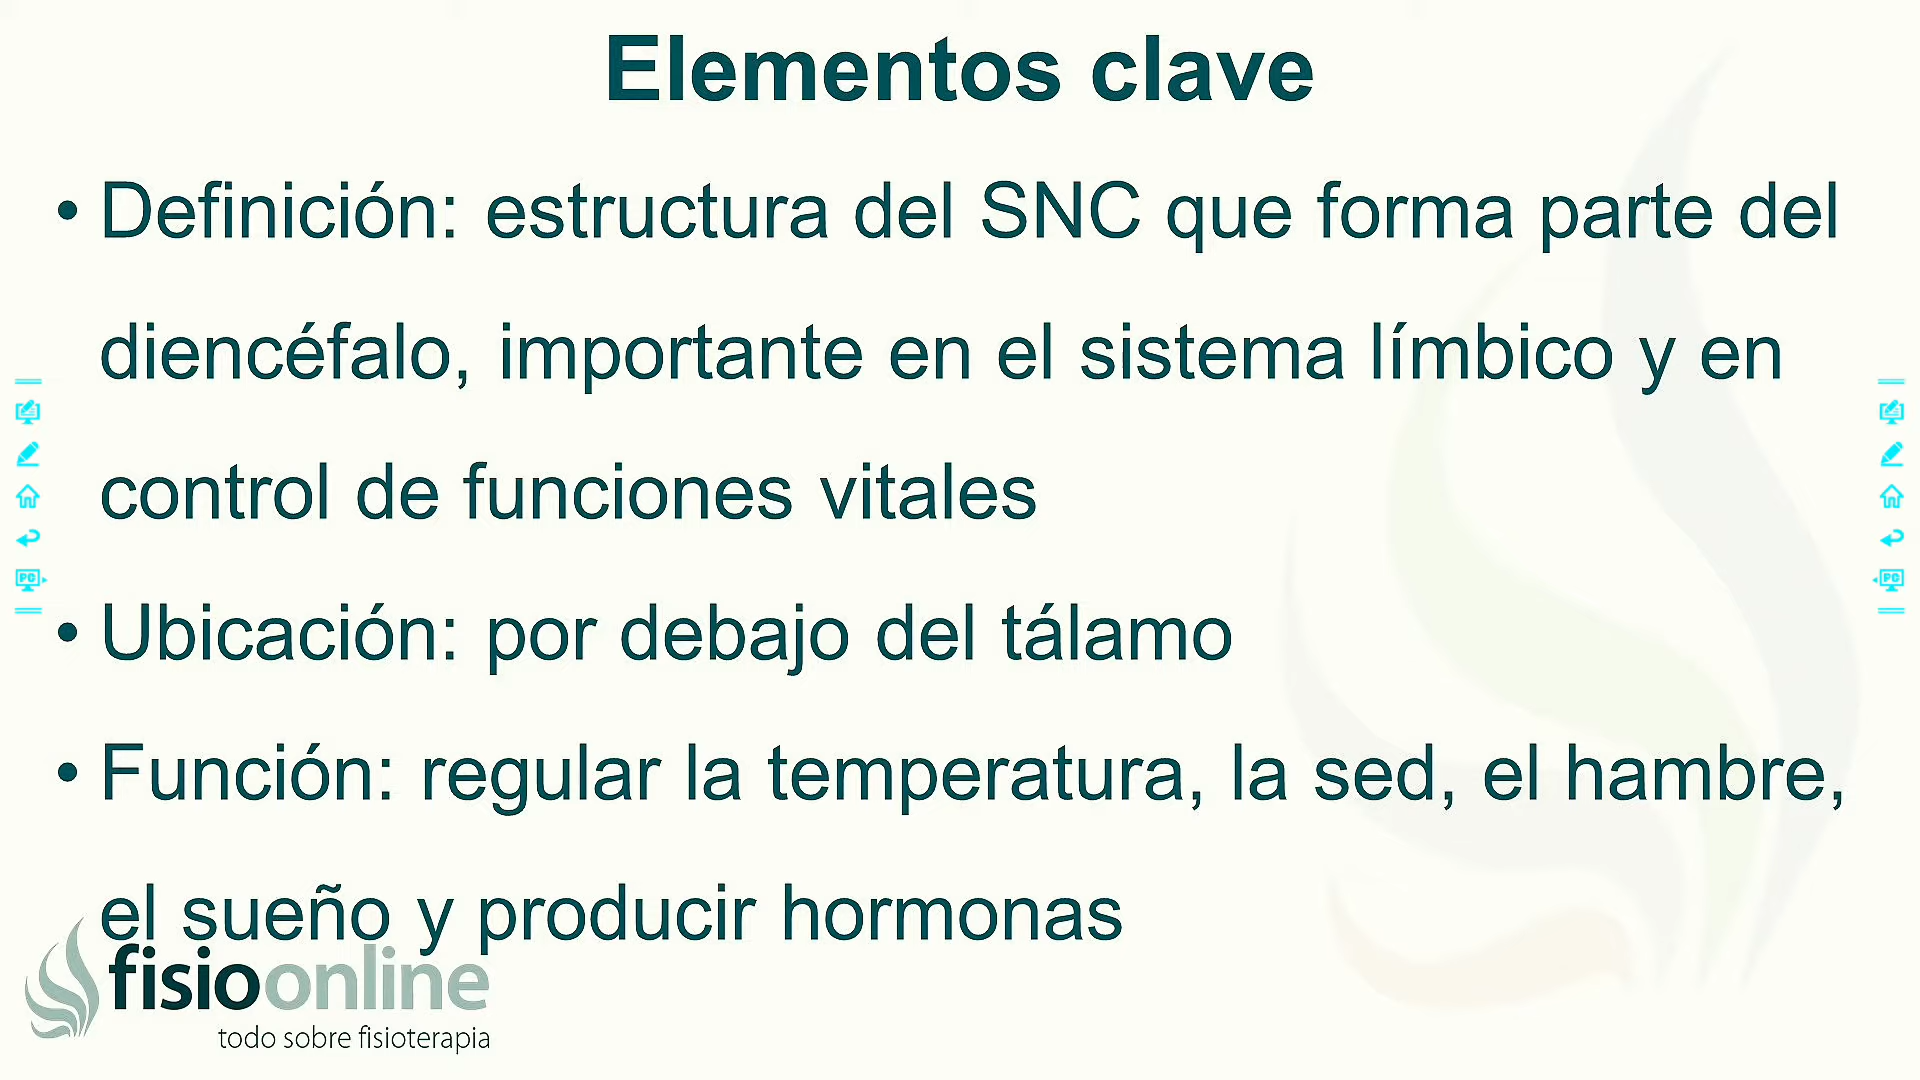 Elementos clave
• Definición: estructura del SNC que forma parte del
diencéfalo, importante en el sistema límbico y en
control de funciones vitales
• Ubicación: por debajo del tálamo
• Función: regular la temperatura, la sed, el hambre,
el sueño y producir hormonas
fisioonline
todo sobre fisioterapia
PC
PC